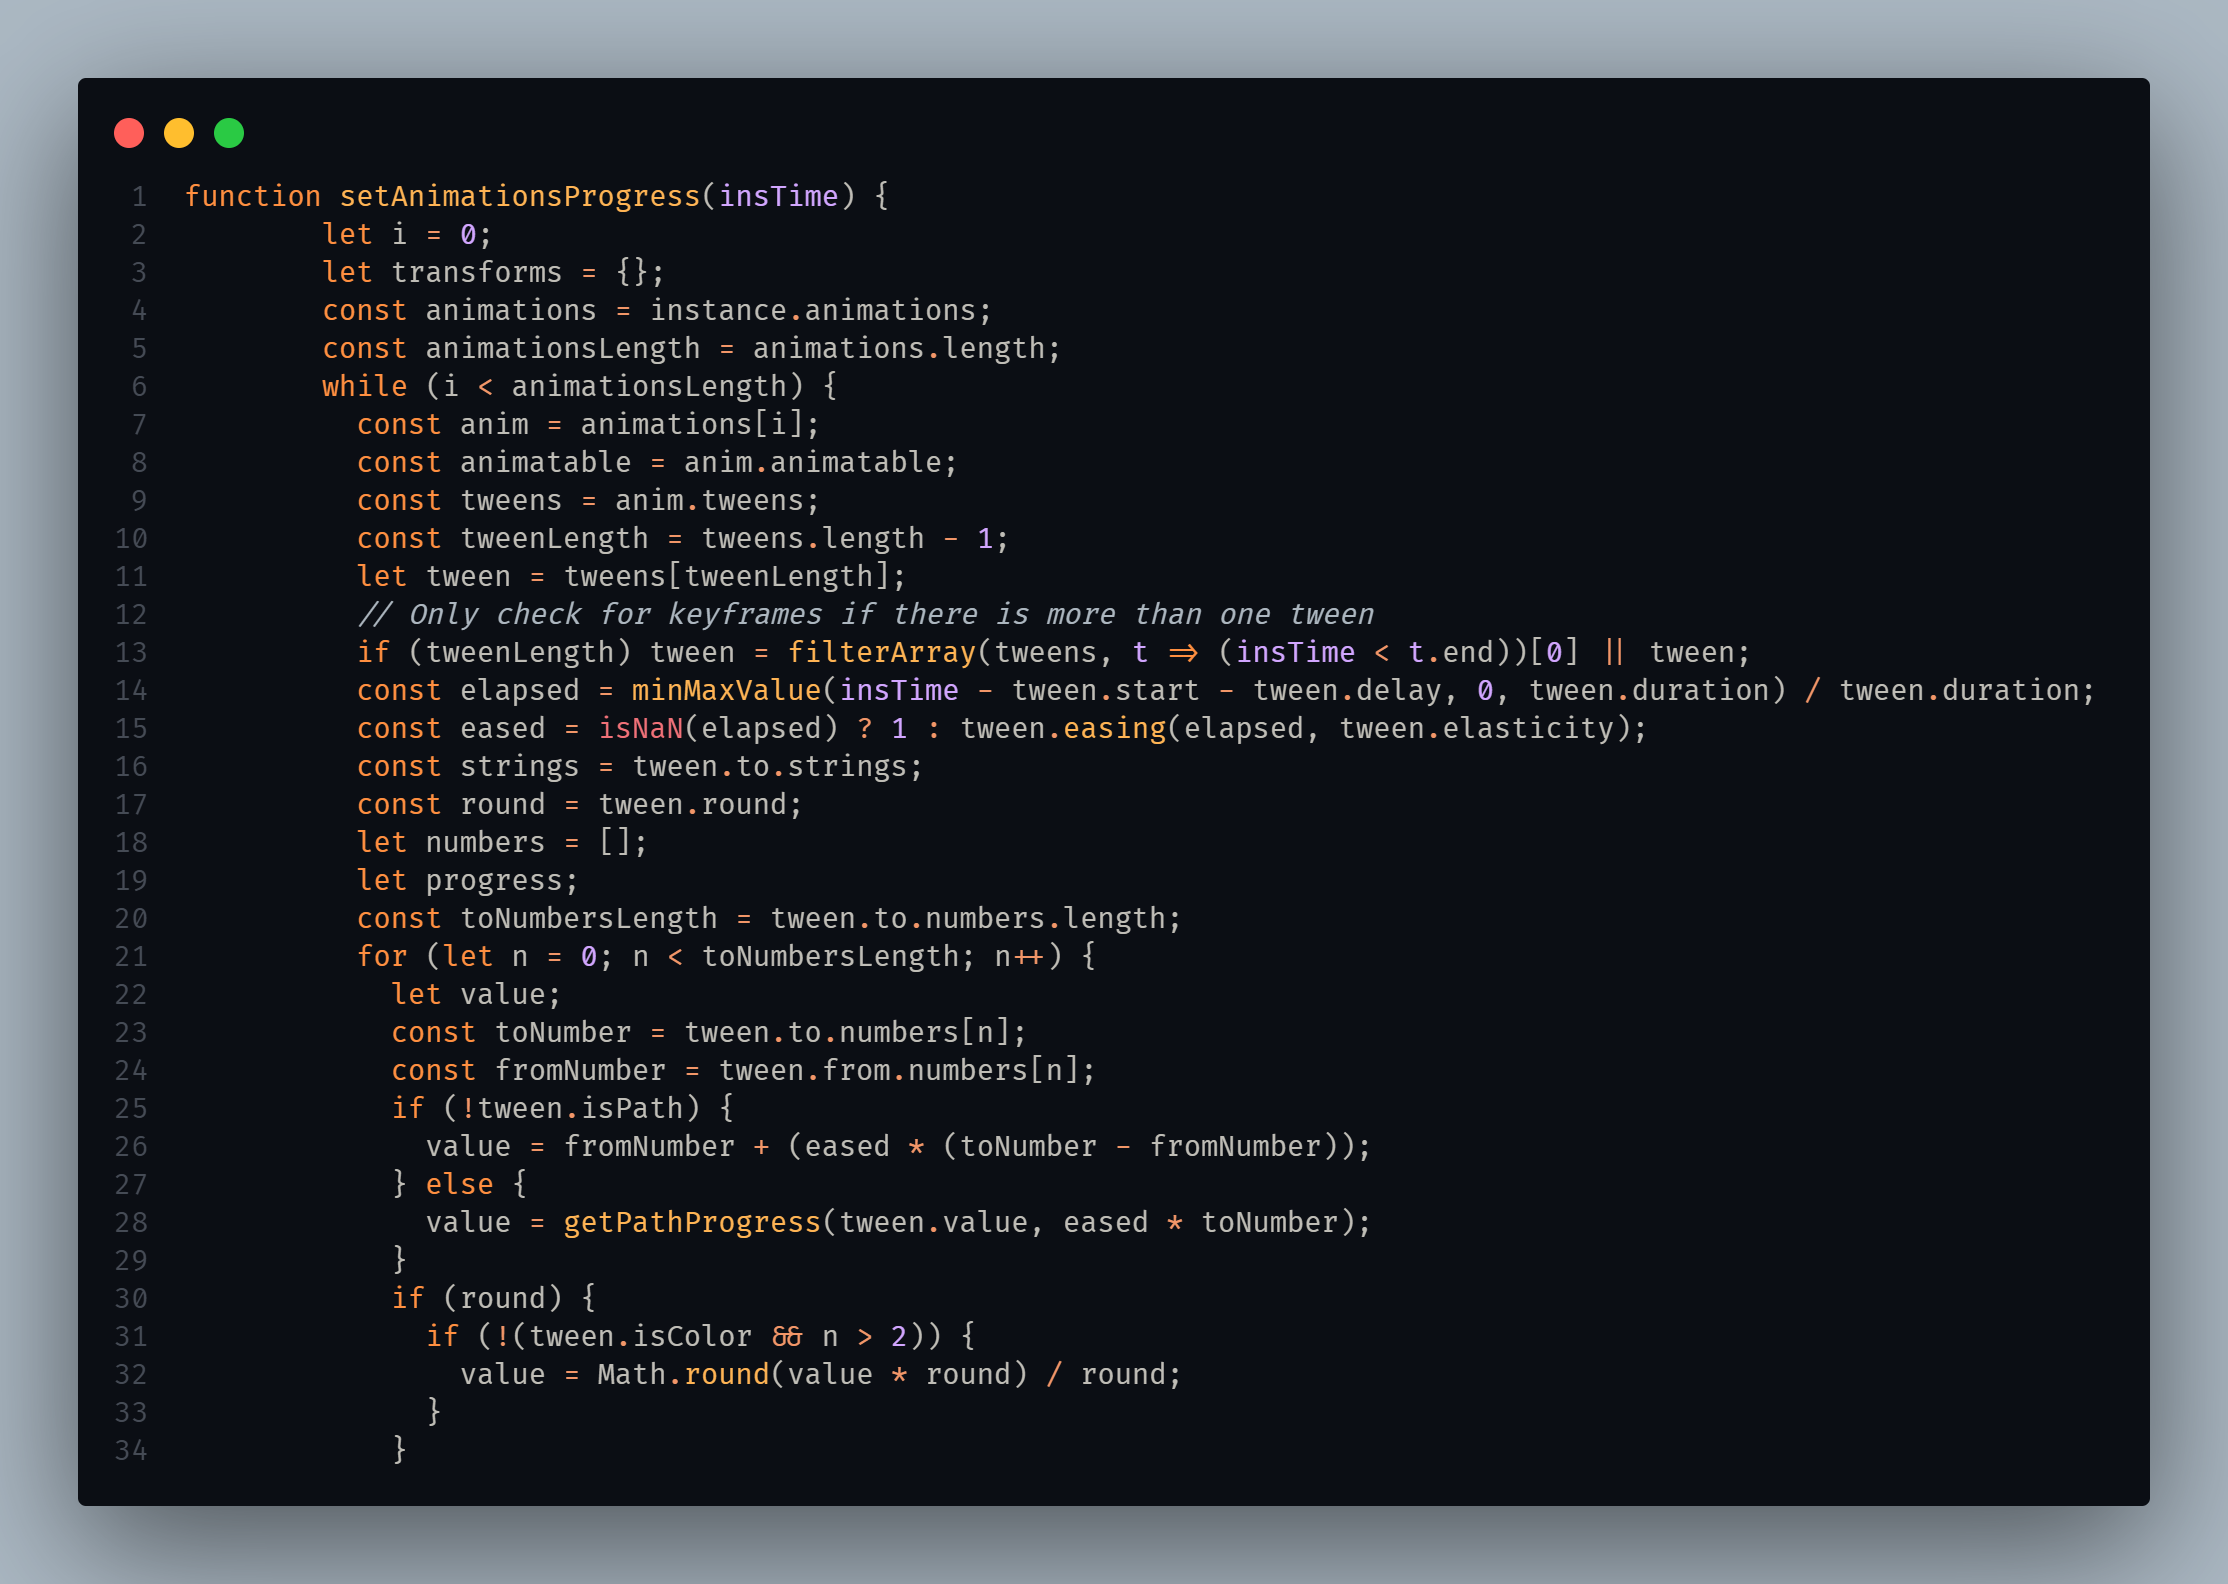 1 function setAnimationsProgress(insTime) {
2 let i = 0;
3 let transforms = {};
4 const animations = instance.animations;
5 const animationsLength = animations.length;
6 while (i < animationsLength) {
7 const anim = animations[i];
8 const animatable = anim.animatable;
9 const tweens = anim.tweens;
10 const tweenLength = tweens.length - 1;
11 let tween = tweens[tweenLength];
12 // Only check for keyframes if there is more than one tween
13 if (tweenLength) tween = filterArray(tweens, t => (insTime < t.end))[0] || tween;
14 const elapsed = minMaxValue(insTime - tween.start - tween.delay, 0, tween.duration) / tween.duration;
15 const eased = isNaN(elapsed) ? 1 : tween.easing(elapsed, tween.elasticity);
16 const strings = tween.to.strings;
17 const round = tween.round;
18 let numbers = [];
19 let progress;
20 const toNumbersLength = tween.to.numbers.length;
21 for (let n = 0; n < toNumbersLength; n++) {
22 let value;
23 const toNumber = tween.to.numbers[n];
24 const fromNumber = tween.from.numbers[n];
25 if (!tween.isPath) {
26 value = fromNumber + (eased * (toNumber - fromNumber));
27 } else {
28 value = getPathProgress(tween.value, eased * toNumber);
29 }
30 if (round) {
31 if (!(tween.isColor && n > 2)) {
32 value = Math.round(value * round) / round;
33 }
34 }